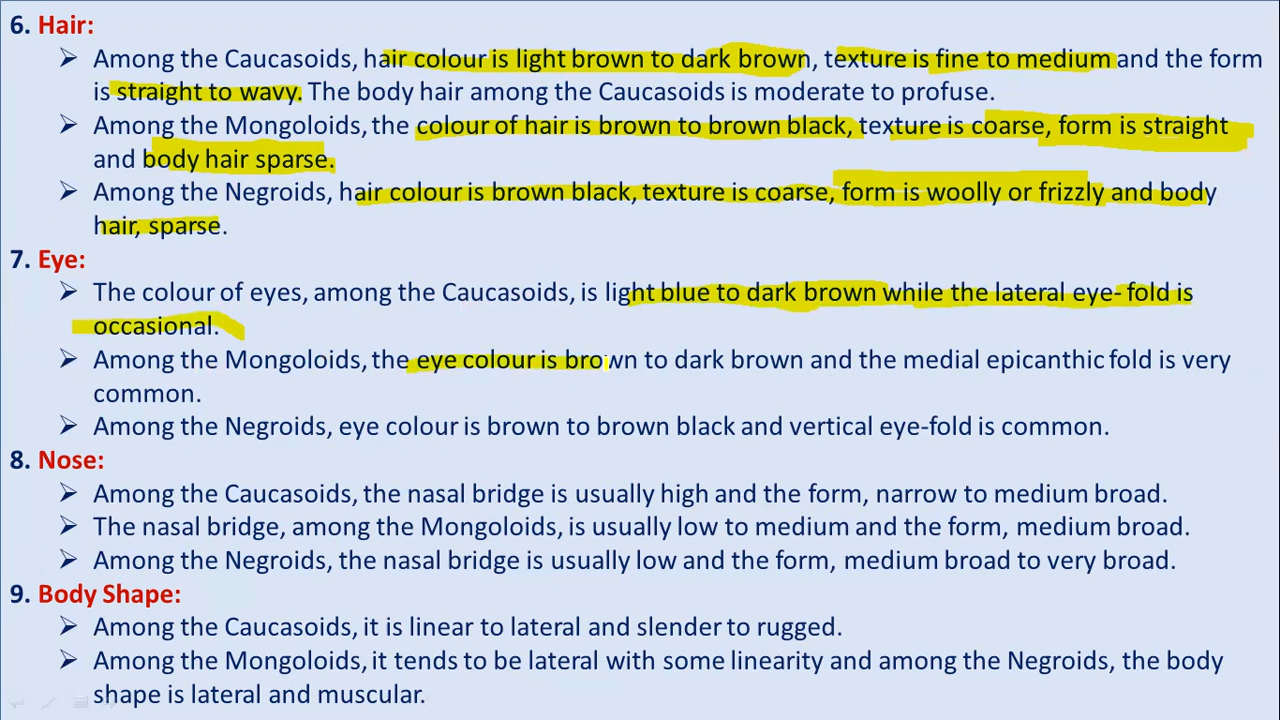 6. Hair:
➢ Among the Caucasoids, hair colour is light brown to dark brown, texture is fine to medium and the form
is straight to wavy. The body hair among the Caucasoids is moderate to profuse.
➢ Among the Mongoloids, the colour of hair is brown to brown black, texture is coarse, form is straight
and body hair sparse.
➢ Among the Negroids, hair colour is brown black, texture is coarse, form is woolly or frizzly and body
hair, sparse.
7. Eye:
➢ The colour of eyes, among the Caucasoids, is light blue to dark brown while the lateral eye- fold is
occasional.
➢ Among the Mongoloids, the eye colour is brown to dark brown and the medial epicanthic fold is very
common.
➢ Among the Negroids, eye colour is brown to brown black and vertical eye-fold is common.
8. Nose:
➢ Among the Caucasoids, the nasal bridge is usually high and the form, narrow to medium broad.
➢ The nasal bridge, among the Mongoloids, is usually low to medium and the form, medium broad.
➢ Among the Negroids, the nasal bridge is usually low and the form, medium broad to very broad.
9. Body Shape:
➢ Among the Caucasoids, it is linear to lateral and slender to rugged.
➢ Among the Mongoloids, it tends to be lateral with some linearity and among the Negroids, the body
shape is lateral and muscular.